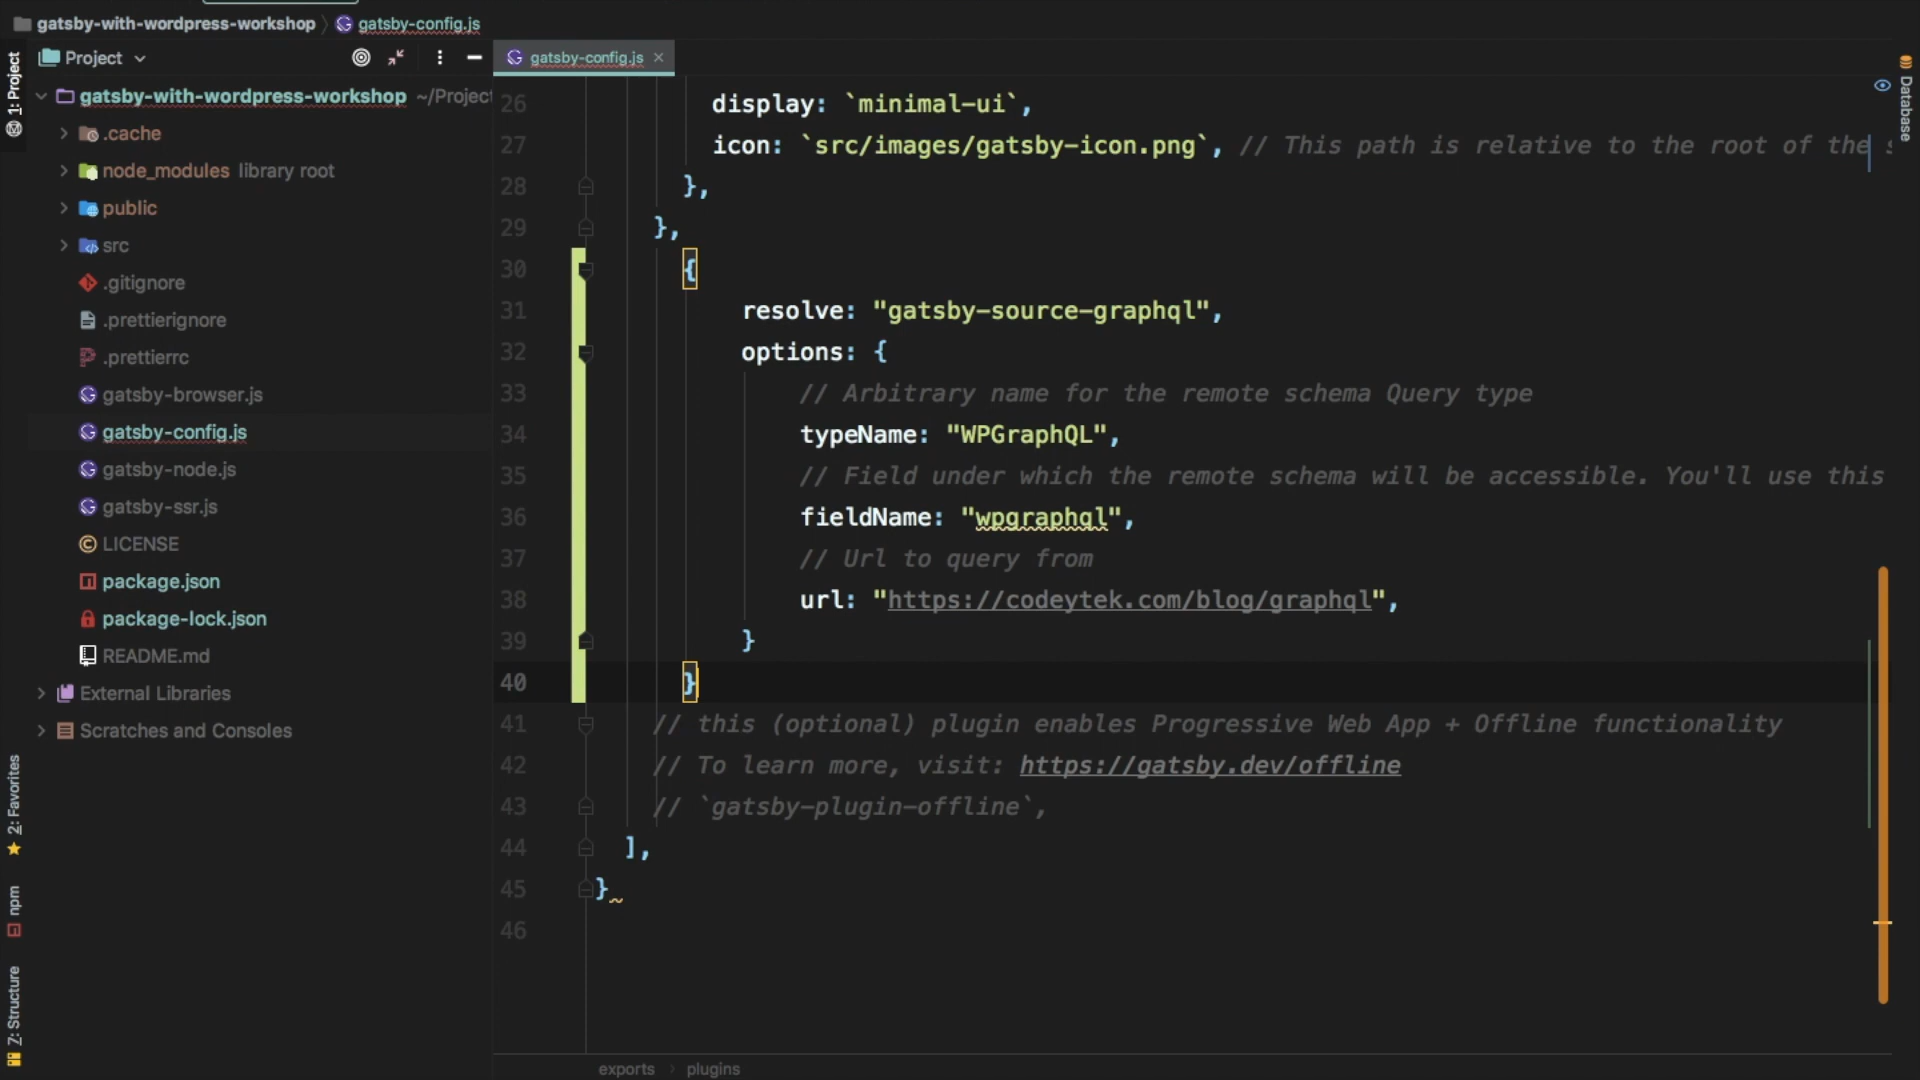 gatsby-with-wordpress-workshop gatsby-config.js
1: Project
Project
gatsby-config.js
gatsby-with-wordpress-workshop ~/Project
.cache
node_modules library root
public
src
.gitignore
.prettierignore
.prettierrc
gatsby-browser.js
gatsby-config.js
gatsby-node.js
gatsby-ssr.js
LICENSE
package.json
package-lock.json
README.md
External Libraries
Scratches and Consoles
2: Favorites
npm
7: Structure
26 display: `minimal-ui`,
27 icon: `src/images/gatsby-icon.png`, // This path is relative to the root of the s
28 },
29 },
30 {
31 resolve: "gatsby-source-graphql",
32 options: {
33 // Arbitrary name for the remote schema Query type
34 typeName: "WPGraphQL",
35 // Field under which the remote schema will be accessible. You'll use this
36 fieldName: "wpgraphql",
37 // Url to query from
38 url: "https://codeytek.com/blog/graphql",
39 }
40 }
41 // this (optional) plugin enables Progressive Web App + Offline functionality
42 // To learn more, visit: https://gatsby.dev/offline
43 // `gatsby-plugin-offline`,
44 ],
45 }
46
exports plugins
Database